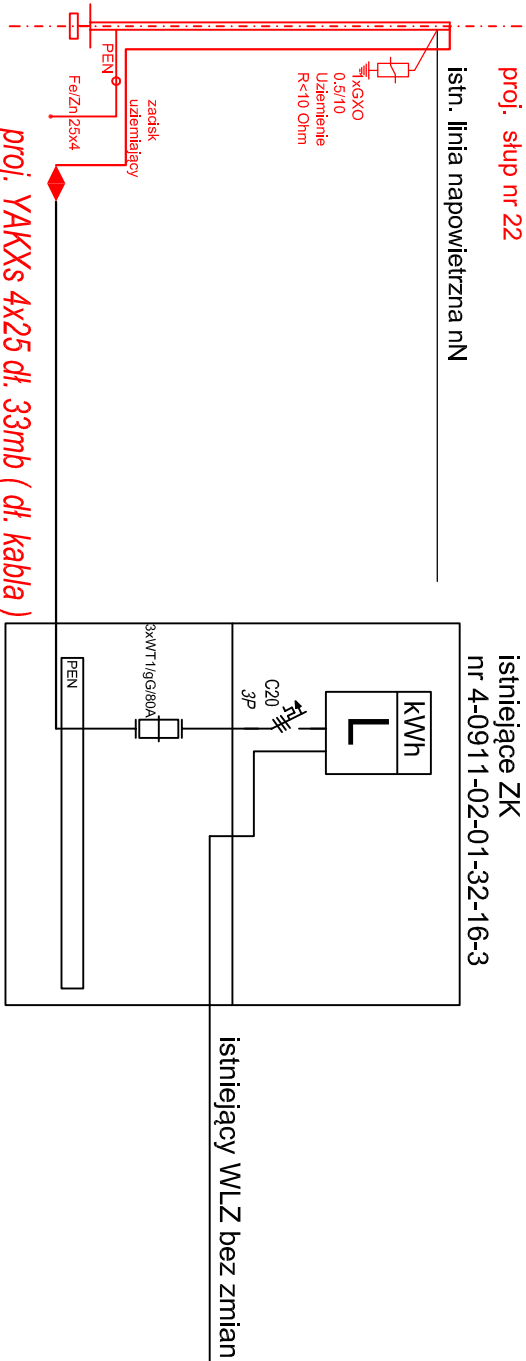 proj. słup nr 22
istn. linia napowietrzna nN
1xGXO
0.5/10
Uziemienie
R<10 Ohm
PEN
Fe/Zn 25x4
zacisk
uziemiający
proj. YAKXs 4x25 dł. 33mb ( dł. kabla )
istniejące ZK
nr 4-0911-02-01-32-16-3
kWh
L
C20
3P
3xWT1/gG/80A
PEN
istniejący WLZ bez zmian